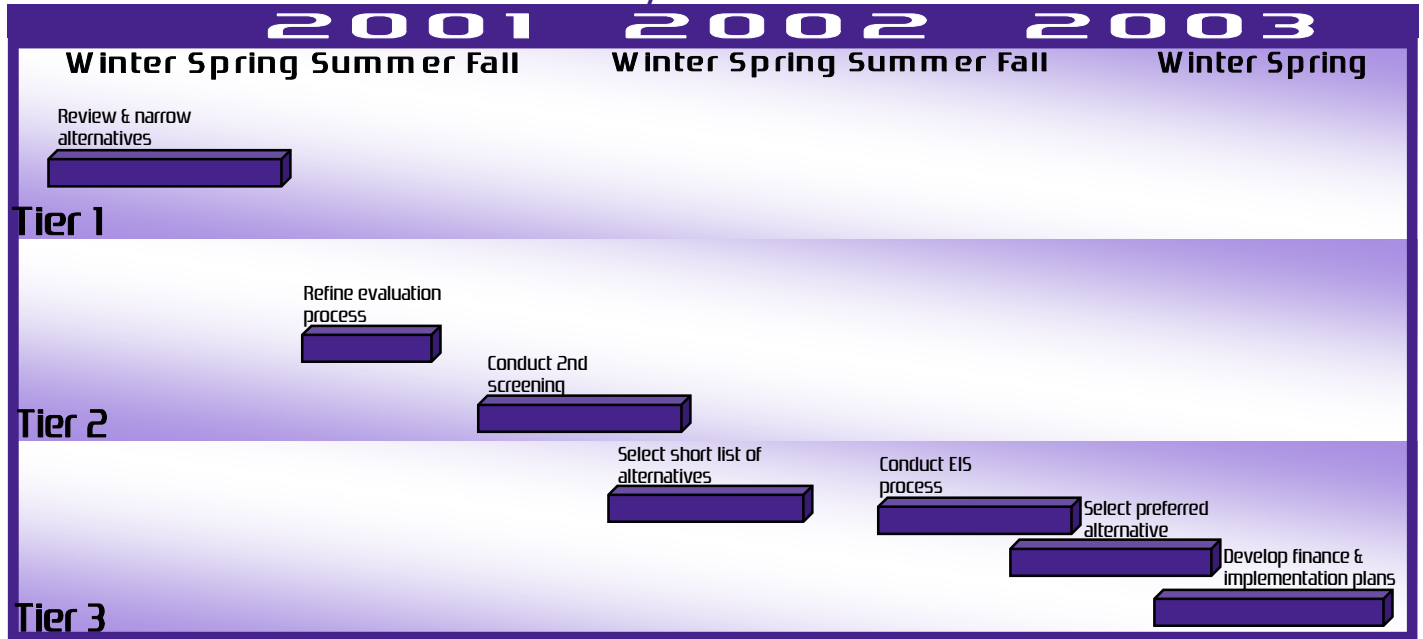 2001 2002 2003
Winter Spring Summer Fall Winter Spring Summer Fall Winter Spring
Review & narrow
alternatives
Tier 1
Refine evaluation
process
Conduct 2nd
screening
Tier 2
Select short list of
alternatives
Conduct EIS
process
Select preferred
alternative
Develop finance &
implementation plans
Tier 3